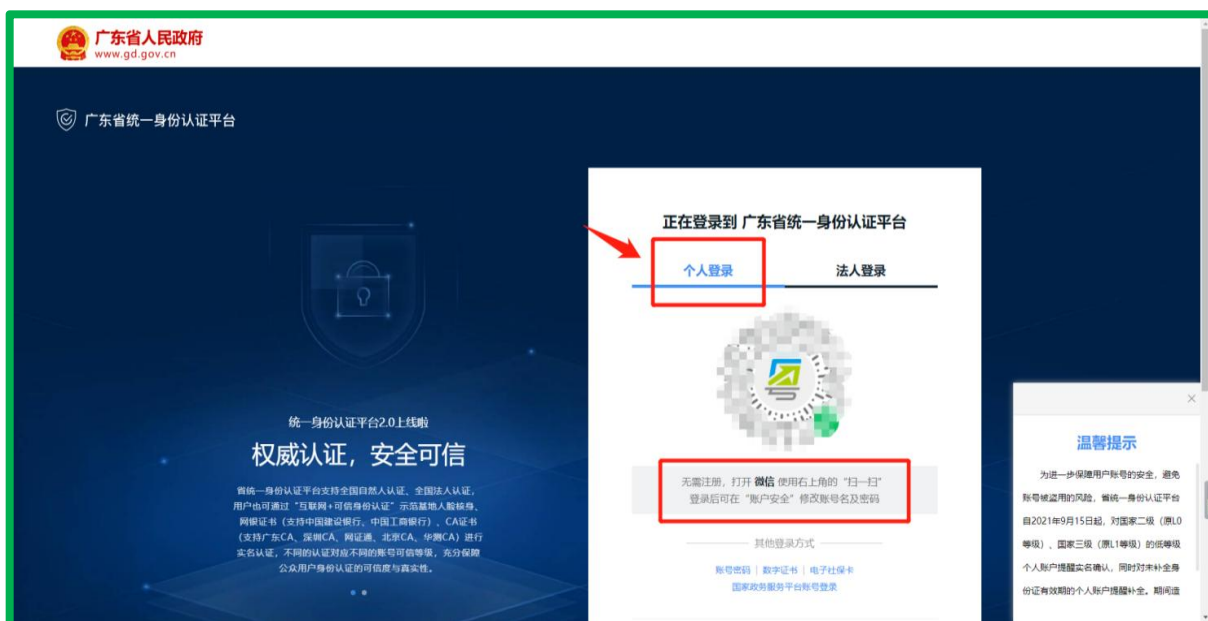 广东省人民政府
www.gd.gov.cn
广东省统一身份认证平台
统一身份认证平台2.0上线啦
权威认证，安全可信
省统一身份认证平台支持全国自然人认证、全国法人认证，
用户也可通过“互联网+可信身份认证”示范基地人脸核身、
网银证书（支持中国建设银行、中国工商银行）、CA证书
（支持广东CA、深圳CA、网证通、北京CA、华测CA）进行
实名认证，不同的认证对应不同的账号可信等级，充分保障
公众用户身份认证的可信度与真实性。
正在登录到 广东省统一身份认证平台
个人登录 法人登录
无需注册，打开 微信 使用右上角的“扫一扫”
登录后可在“账户安全”修改账号名及密码
其他登录方式
账号密码 | 数字证书 | 电子社保卡
国家政务服务平台账号登录
温馨提示
为进一步保障用户账号的安全，避免
账号被盗用的风险，省统一身份认证平台
自2021年9月15日起，对国家二级（原L0
等级）、国家三级（原L1等级）的低等级
个人账户提醒实名确认，同时对未补全身
份证有效期的个人账户提醒补全。期间造